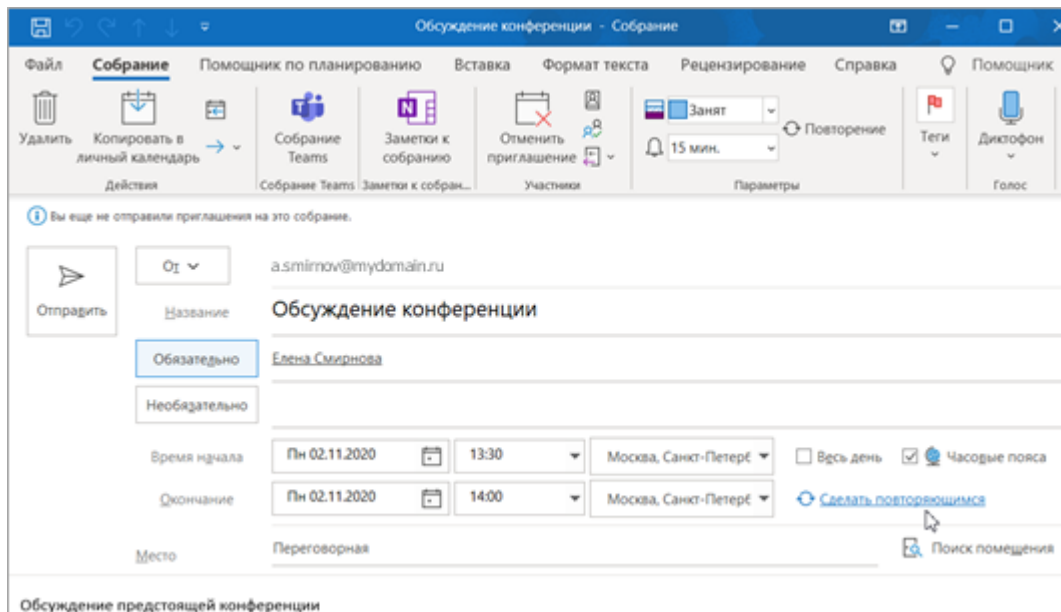 Обсуждение конференции - Собрание
Файл Собрание Помощник по планированию Вставка Формат текста Рецензирование Справка Помощник
Удалить
Копировать в личный календарь
Действия
Собрание Teams
Собрание Teams
Заметки к собранию
Заметки к собран...
Отменить приглашение
Участники
Занят
15 мин.
Повторение
Параметры
Теги
Диктофон
Голос
Вы еще не отправили приглашения на это собрание.
Отправить
От a.smirnov@mydomain.ru
Название Обсуждение конференции
Обязательно Елена Смирнова
Необязательно
Время начала Пн 02.11.2020 13:30 Москва, Санкт-Петерб Весь день Часовые пояса
Окончание Пн 02.11.2020 14:00 Москва, Санкт-Петерб Сделать повторяющимся
Место Переговорная Поиск помещения
Обсуждение предстоящей конференции